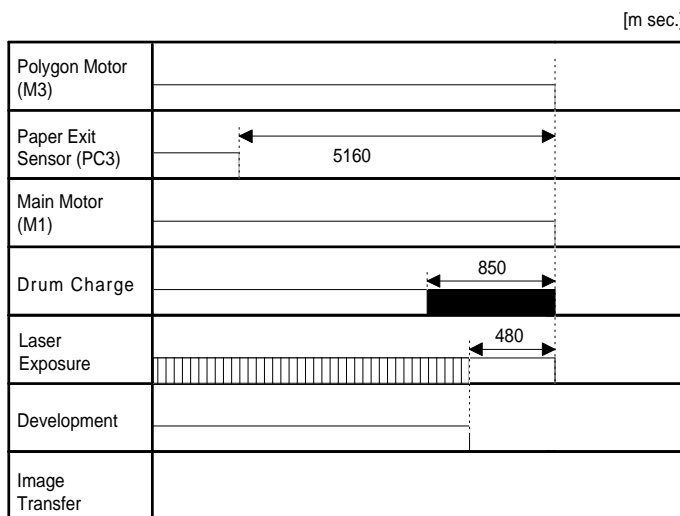 [m sec.]
Polygon Motor
(M3)
Paper Exit
Sensor (PC3)
5160
Main Motor
(M1)
Drum Charge
850
Laser
Exposure
480
Development
Image
Transfer